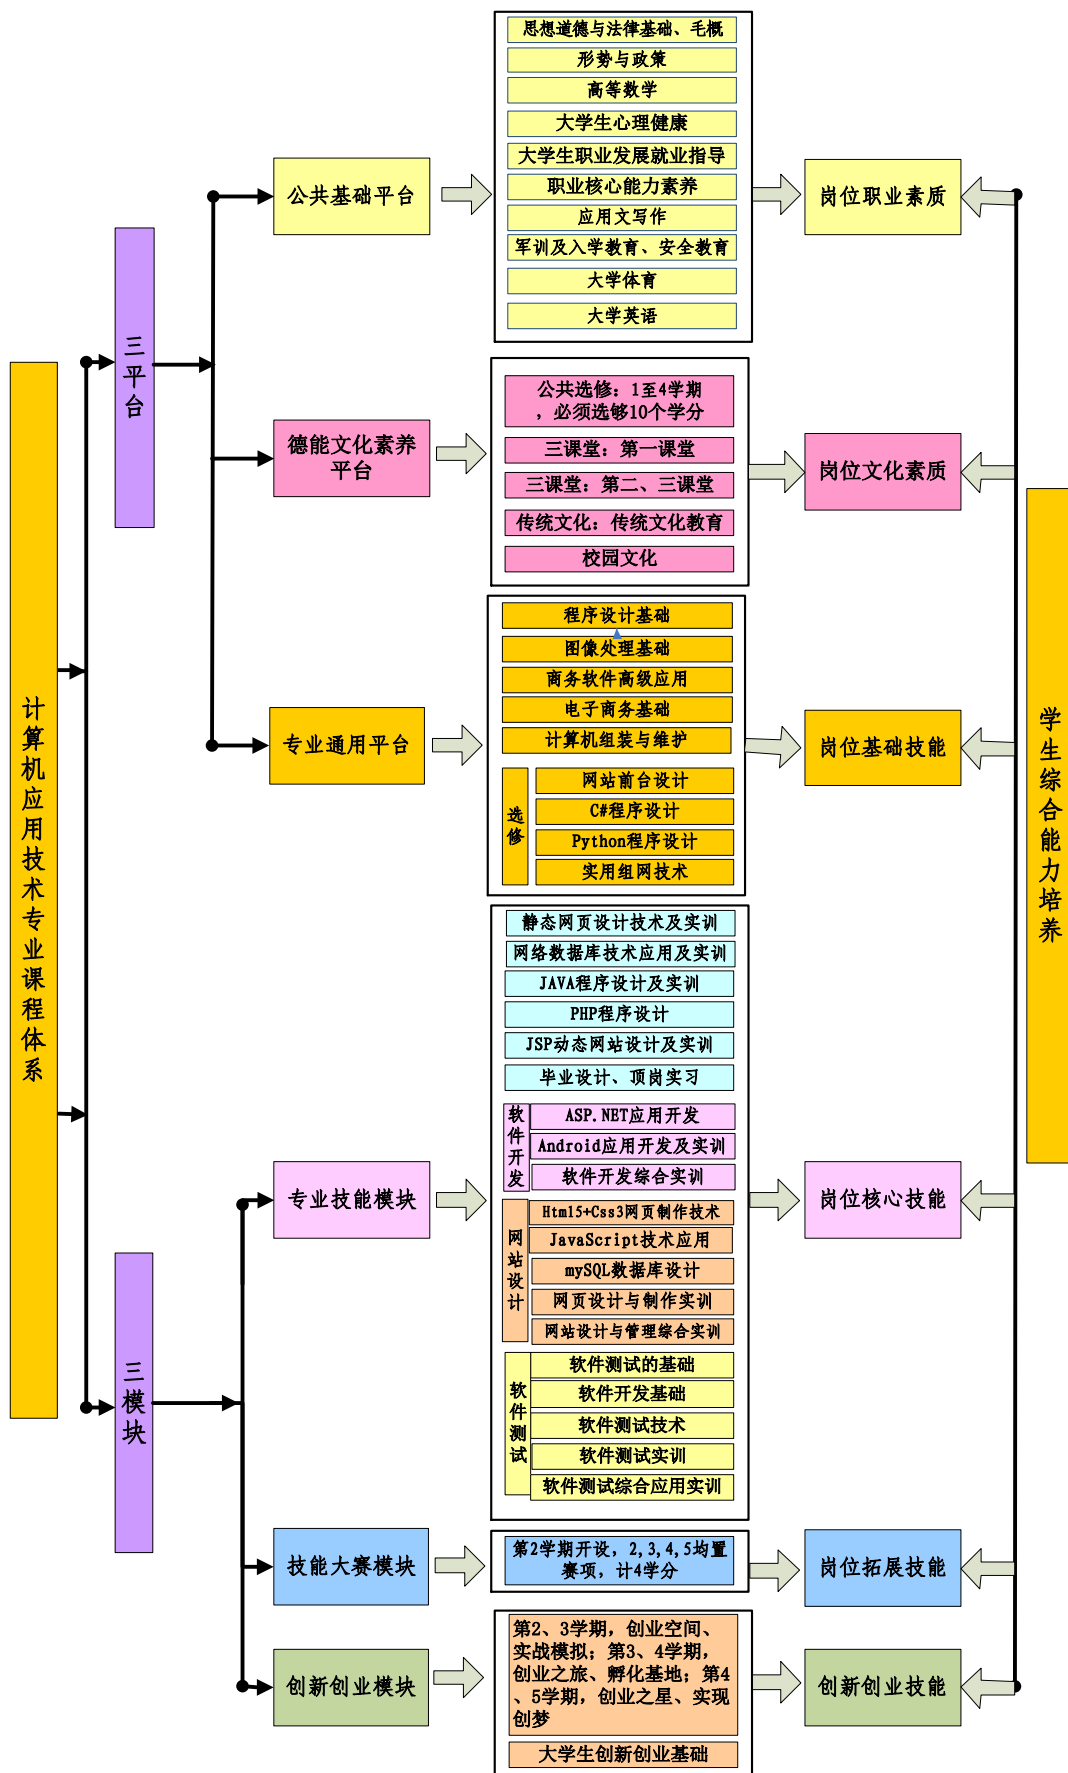 计算机应用技术专业课程体系
三平台
三模块
公共基础平台
思想道德与法律基础、毛概
形势与政策
高等数学
大学生心理健康
大学生职业发展就业指导
职业核心能力素养
应用文写作
军训及入学教育、安全教育
大学体育
大学英语
岗位职业素质
德能文化素养
平台
公共选修：1至4学期
，必须选够10个学分
三课堂：第一课堂
三课堂：第二、三课堂
传统文化：传统文化教育
校园文化
岗位文化素质
专业通用平台
程序设计基础
图像处理基础
商务软件高级应用
电子商务基础
计算机组装与维护
选修
网站前台设计
C#程序设计
Python程序设计
实用组网技术
岗位基础技能
专业技能模块
静态网页设计技术及实训
网络数据库技术应用及实训
JAVA程序设计及实训
PHP程序设计
JSP动态网站设计及实训
毕业设计、顶岗实习
软件开发
ASP.NET应用开发
Android应用开发及实训
软件开发综合实训
网站设计
Html5+Css3网页制作技术
JavaScript技术应用
mySQL数据库设计
网页设计与制作实训
网站设计与管理综合实训
软件测试
软件测试的基础
软件开发基础
软件测试技术
软件测试实训
软件测试综合应用实训
岗位核心技能
技能大赛模块
第2学期开设，2,3,4,5均置
赛项，计4学分
岗位拓展技能
创新创业模块
第2、3学期，创业空间、
实战模拟；第3、4学期，
创业之旅、孵化基地；第4
、5学期，创业之星、实现
创梦
大学生创新创业基础
创新创业技能
学生综合能力培养